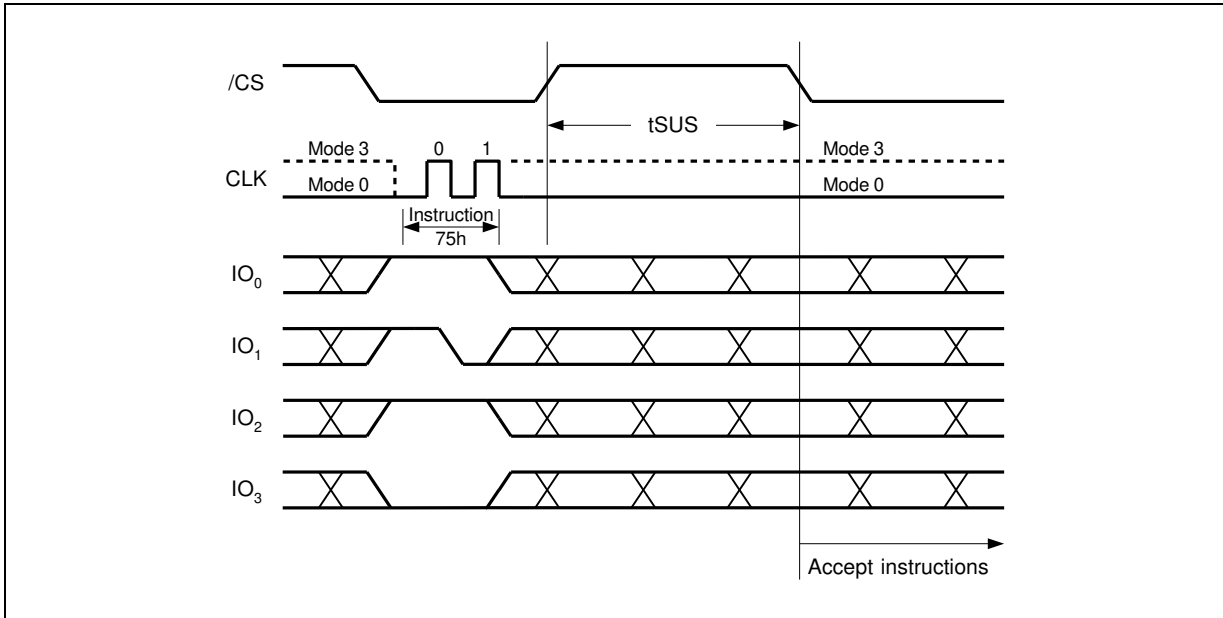 /CS
tSUS
Mode 3 0 1 Mode 3
CLK
Mode 0 Mode 0
Instruction
75h
IO0
IO1
IO2
IO3
Accept instructions